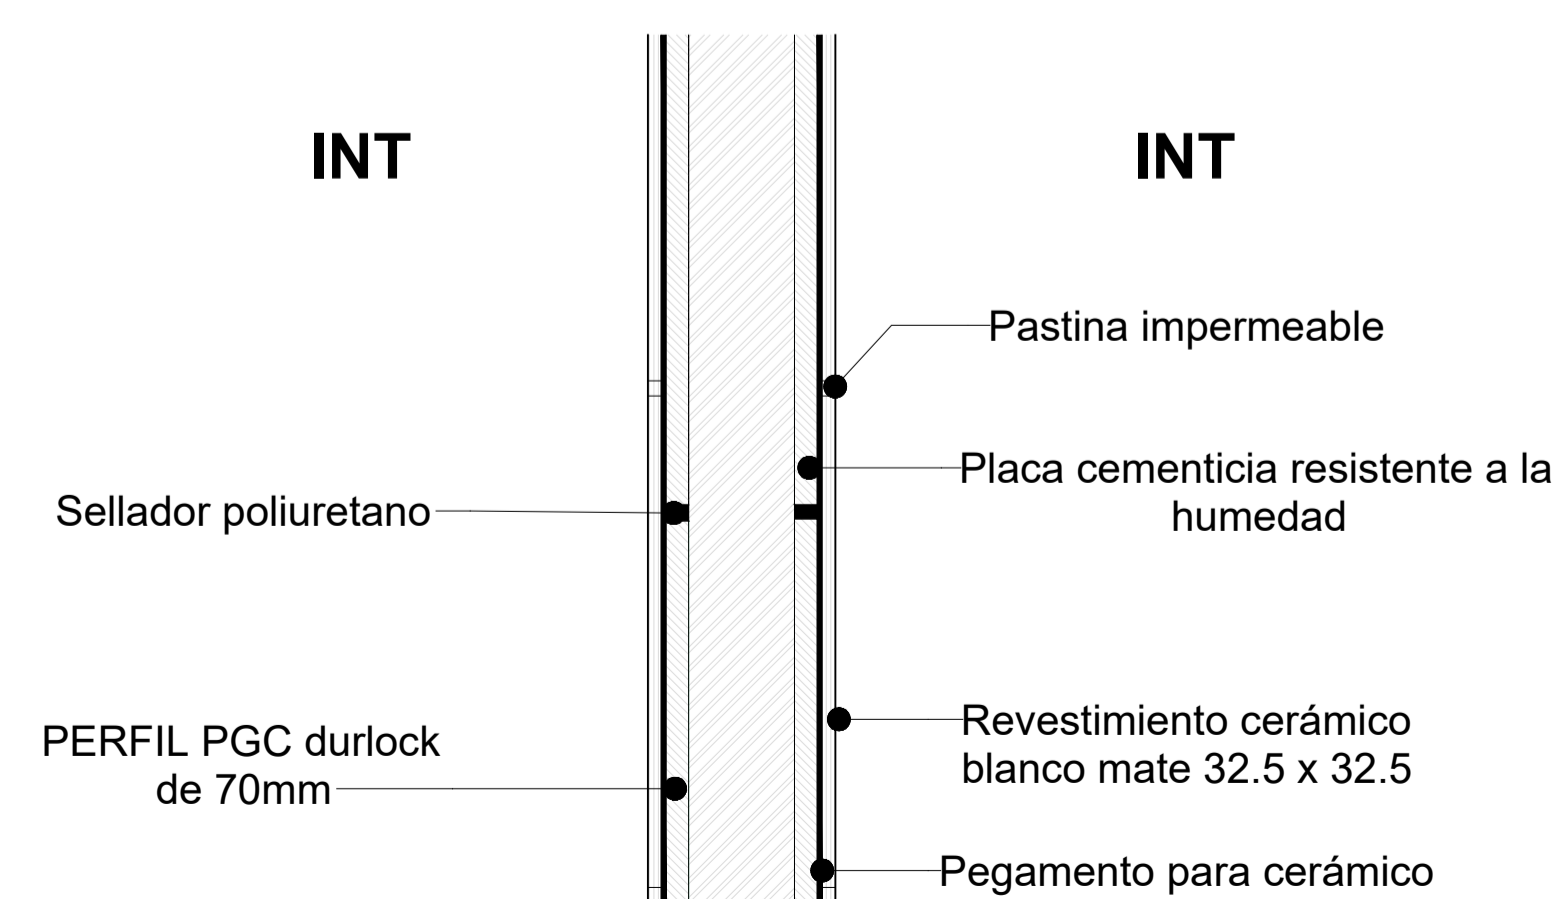 INT
INT
Pastina impermeable
Placa cementicia resistente a la
humedad
Sellador poliuretano
Revestimiento cerámico
blanco mate 32.5 x 32.5
PERFIL PGC durlock
de 70mm
Pegamento para cerámico